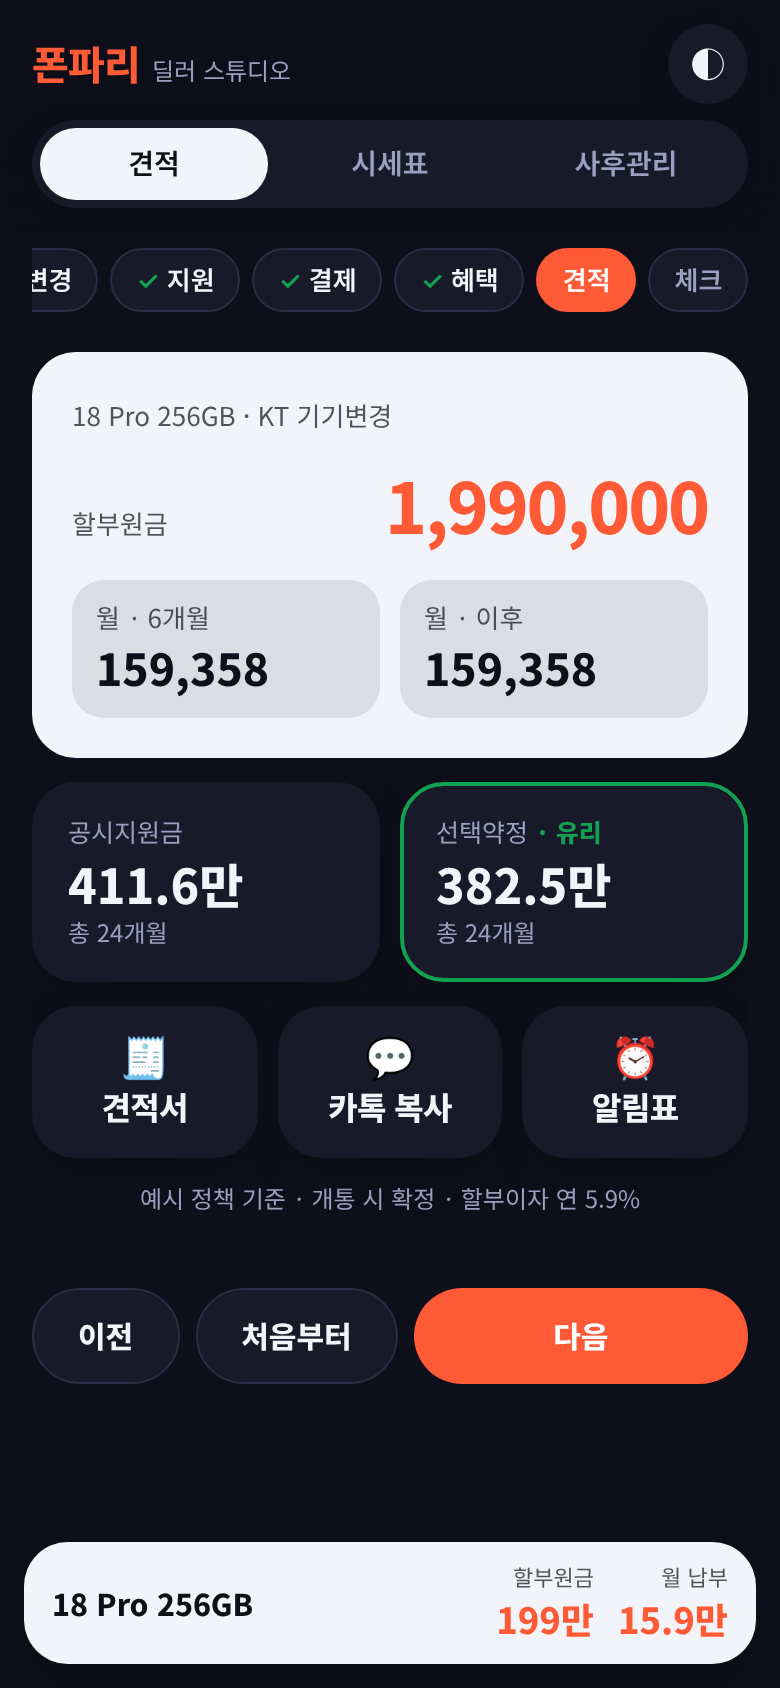 폰파리 딜러 스튜디오
견적 시세표 사후관리
변경 ✓ 지원 ✓ 결제 ✓ 혜택 견적 체크
18 Pro 256GB · KT 기기변경
할부원금 1,990,000
월 · 6개월 월 · 이후
159,358 159,358
공시지원금 선택약정 · 유리
411.6만 382.5만
총 24개월 총 24개월
견적서 카톡 복사 알림표
예시 정책 기준 · 개통 시 확정 · 할부이자 연 5.9%
이전 처음부터 다음
할부원금 월 납부
18 Pro 256GB 199만 15.9만